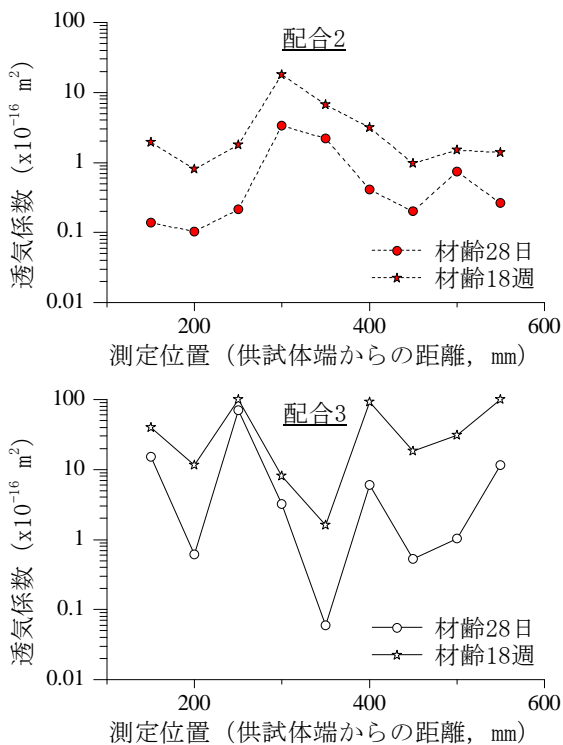 配合2
100
10
1
0.1
0.01
透気係数 (x10⁻¹⁶ m²)
材齢28日
材齢18週
200 400 600
測定位置 (供試体端からの距離, mm)
配合3
100
10
1
0.1
0.01
透気係数 (x10⁻¹⁶ m²)
材齢28日
材齢18週
200 400 600
測定位置 (供試体端からの距離, mm)